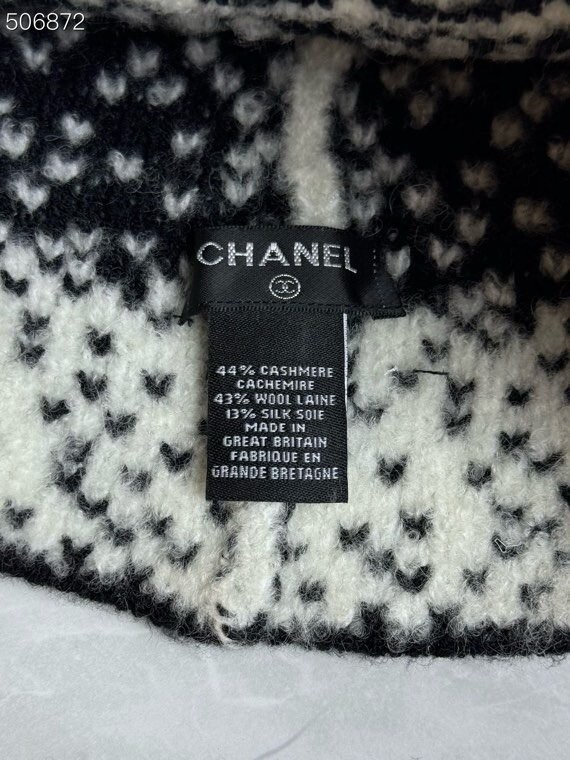 506872
CHANEL
44% CASHMERE
CACHEMIRE
43% WOOL LAINE
13% SILK SOIE
MADE IN
GREAT BRITAIN
FABRIQUE EN
GRANDE BRETAGNE